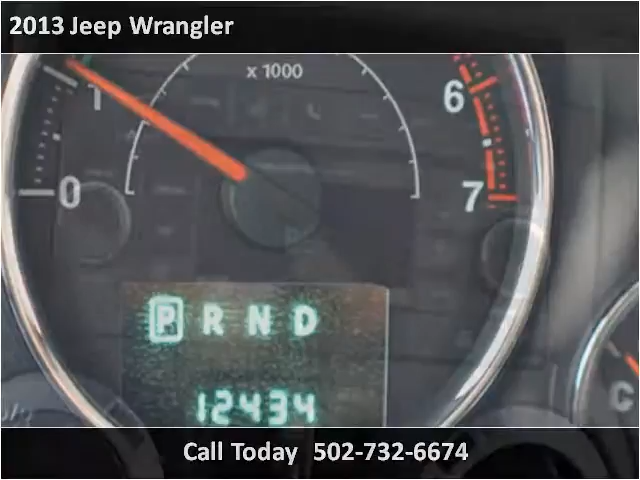 2013 Jeep Wrangler
x 1000
1
6
0
7
P R N D
12434
C
Call Today 502-732-6674